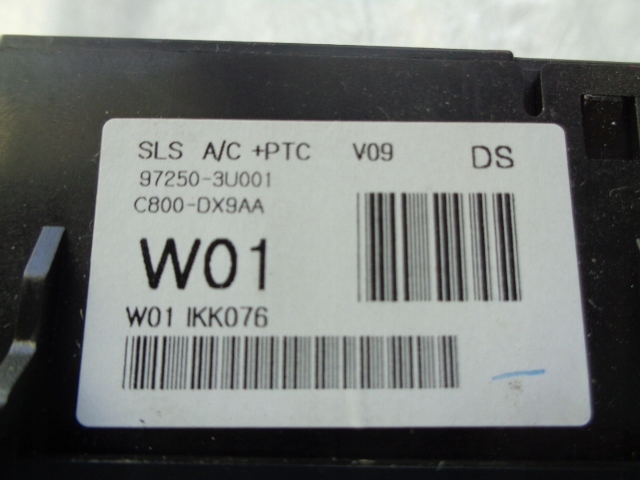 SLS A/C +PTC V09 DS
97250-3U001
C800-DX9AA
W01
W01 IKK076